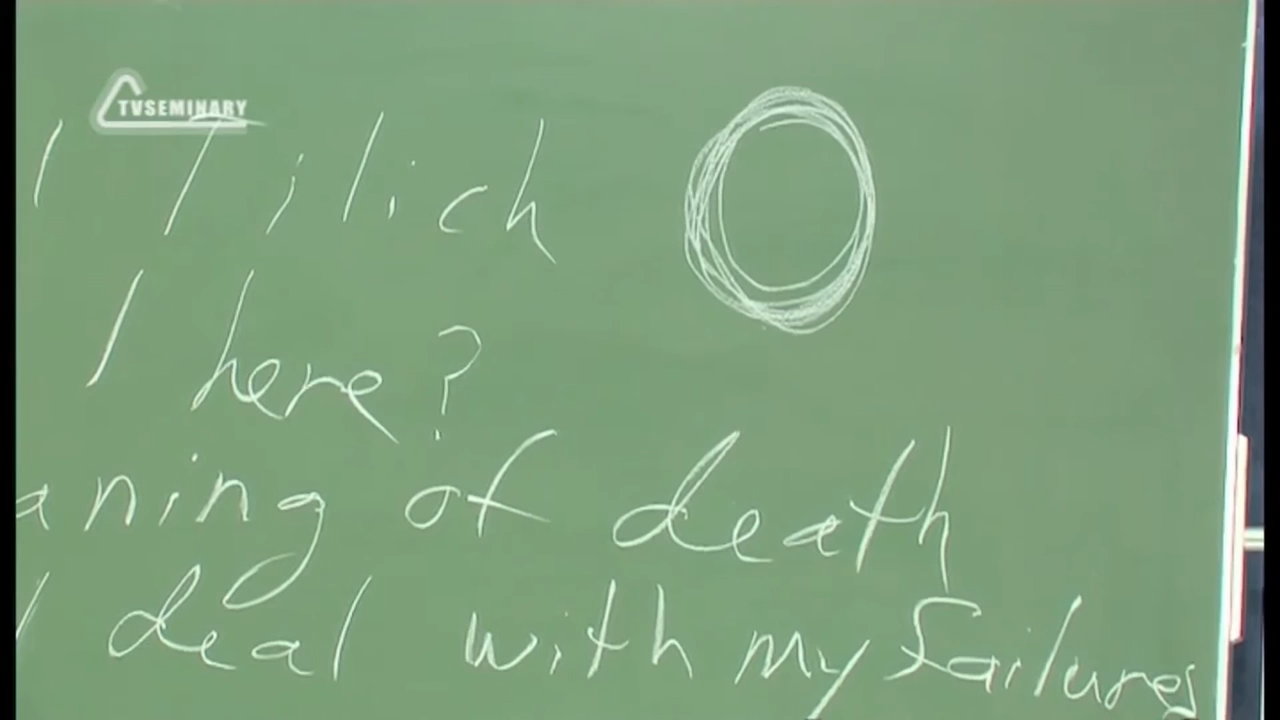 TVSEMINARY
l Tilich
I here?
aning of death
I deal with my failures